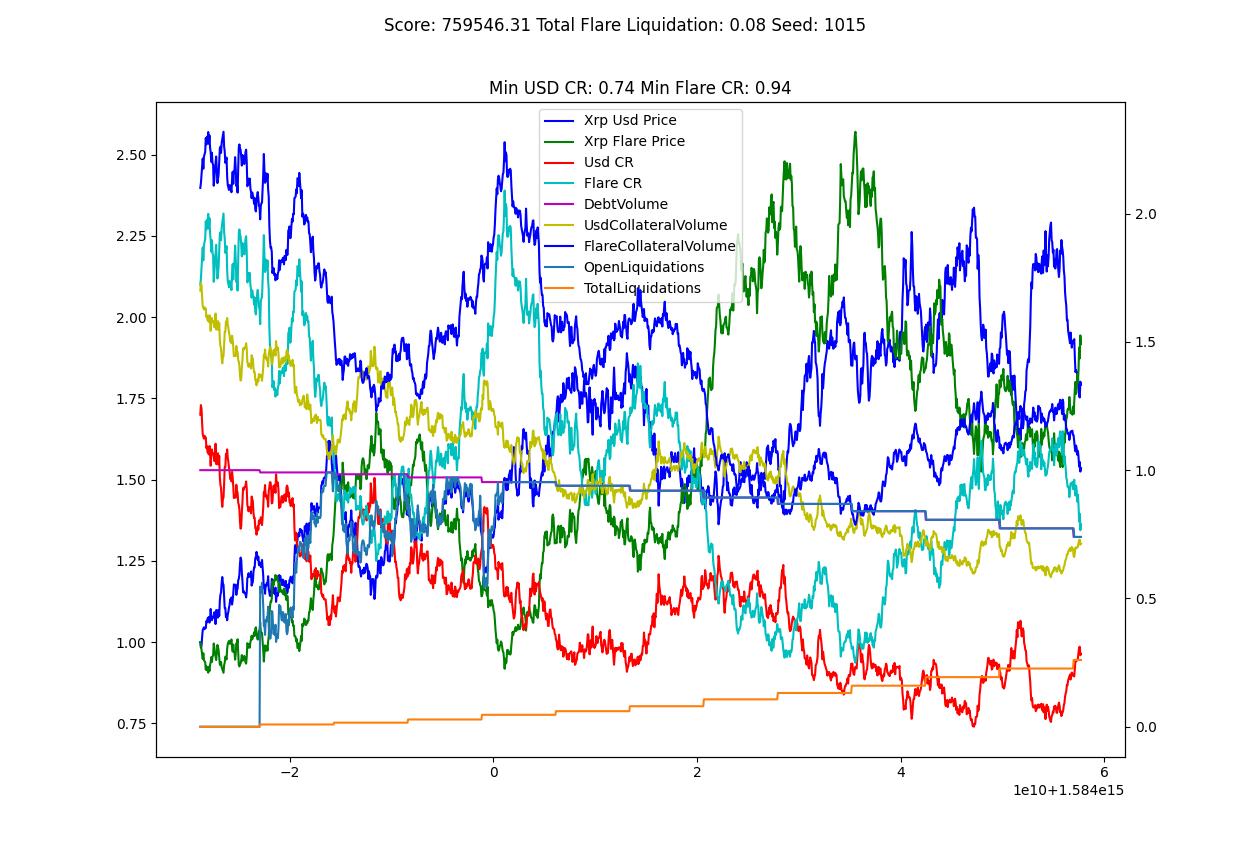 Score: 759546.31 Total Flare Liquidation: 0.08 Seed: 1015
Min USD CR: 0.74 Min Flare CR: 0.94
Xrp Usd Price
Xrp Flare Price
Usd CR
Flare CR
DebtVolume
UsdCollateralVolume
FlareCollateralVolume
OpenLiquidations
TotalLiquidations
2.50
2.25
2.00
1.75
1.50
1.25
1.00
0.75
2.0
1.5
1.0
0.5
0.0
−2 0 2 4 6
1e10+1.584e15